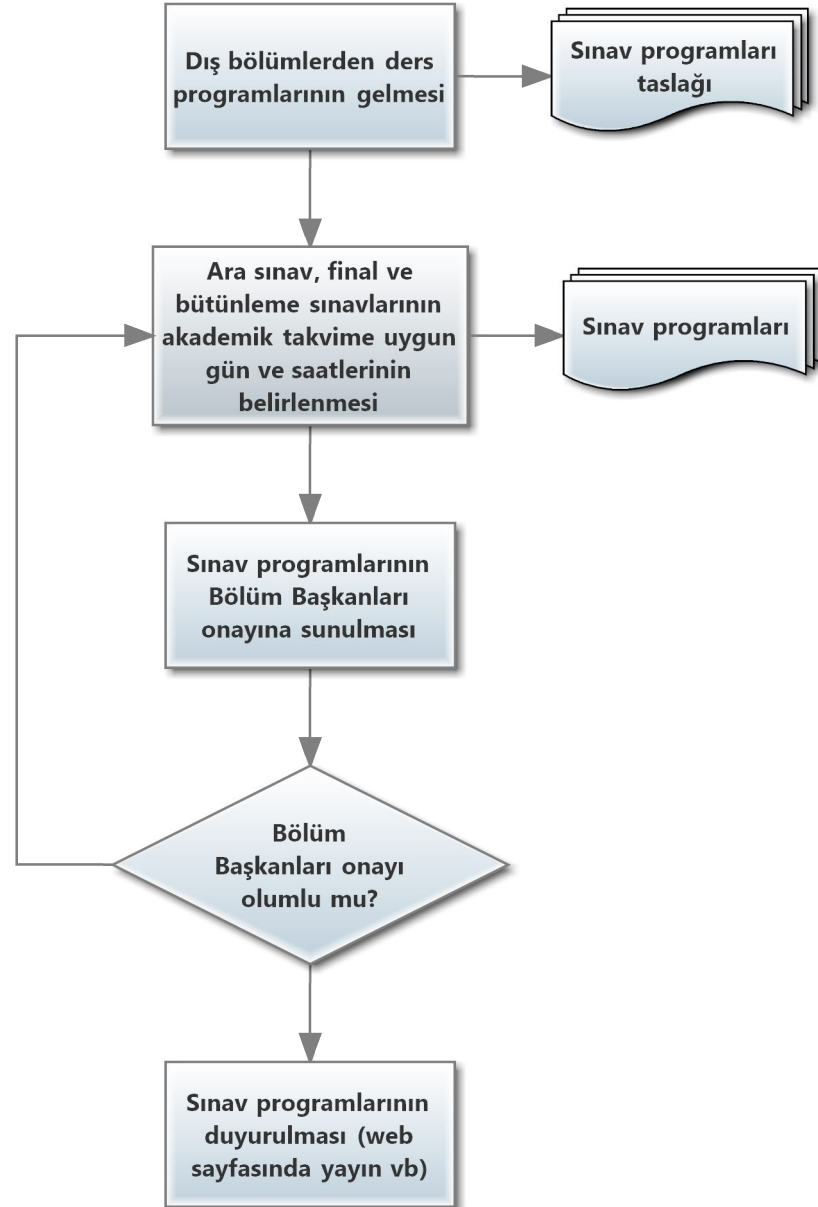 Dış bölümlerden ders
programlarının gelmesi
Sınav programları
taslağı
Ara sınav, final ve
bütünleme sınavlarının
akademik takvime uygun
gün ve saatlerinin
belirlenmesi
Sınav programları
Sınav programlarının
Bölüm Başkanları
onayına sunulması
Bölüm
Başkanları onayı
olumlu mu?
Sınav programlarının
duyurulması (web
sayfasında yayın vb)